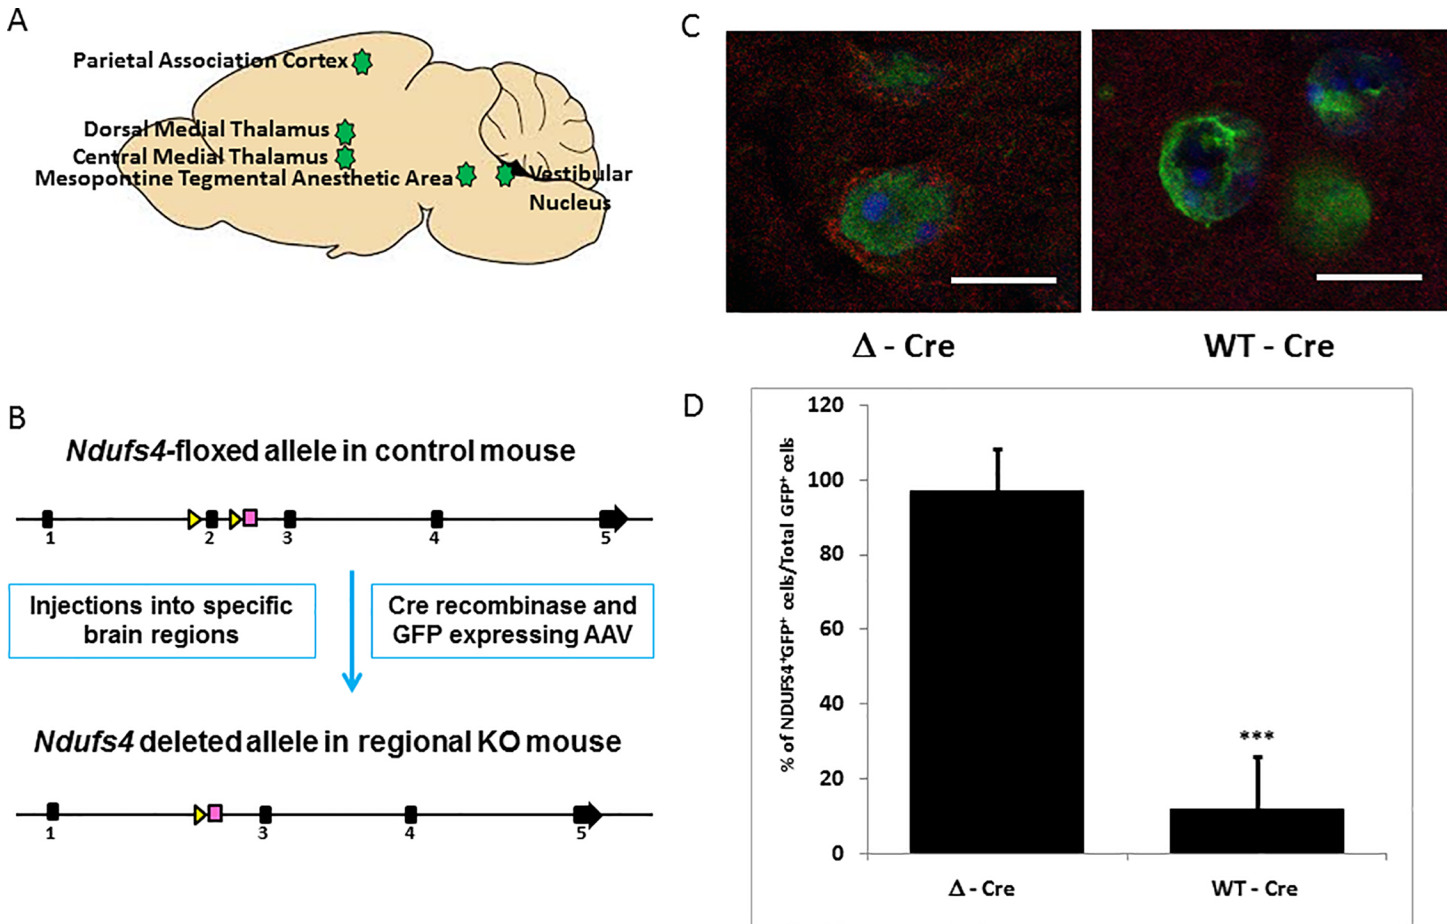 A
Parietal Association Cortex
Dorsal Medial Thalamus
Central Medial Thalamus
Mesopontine Tegmental Anesthetic Area
Vestibular
Nucleus
B
Ndufs4-floxed allele in control mouse
1 2 3 4 5
Injections into specific
brain regions
Cre recombinase and
GFP expressing AAV
Ndufs4 deleted allele in regional KO mouse
1 3 4 5
C
Δ - Cre WT - Cre
D
% of NDUFS4⁺GFP⁺ cells/Total GFP⁺ cells
120
100
80
60
40
20
0
***
Δ - Cre WT - Cre